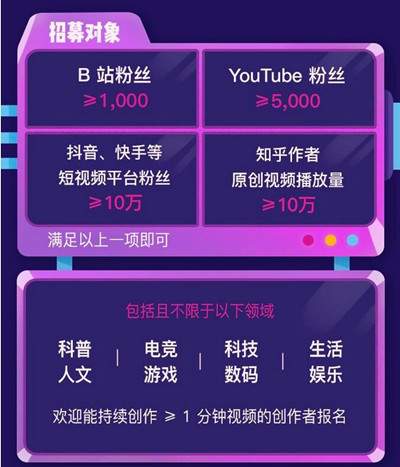 招募对象
B 站粉丝
≥1,000
YouTube 粉丝
≥5,000
抖音、快手等
短视频平台粉丝
≥10万
知乎作者
原创视频播放量
≥10万
满足以上一项即可
包括且不限于以下领域
科普
人文
电竞
游戏
科技
数码
生活
娱乐
欢迎能持续创作 ≥ 1 分钟视频的创作者报名